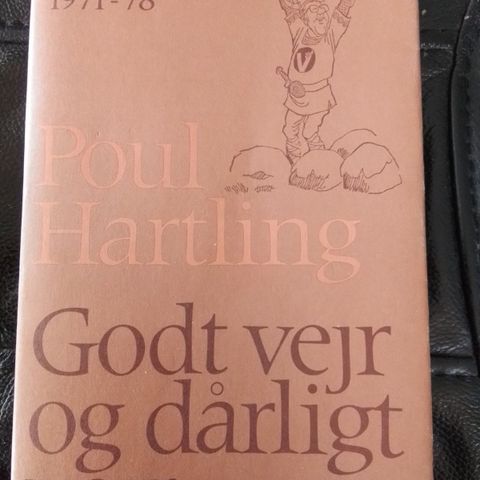 1971-78
V
Poul
Hartling
Godt vejr
og dårligt